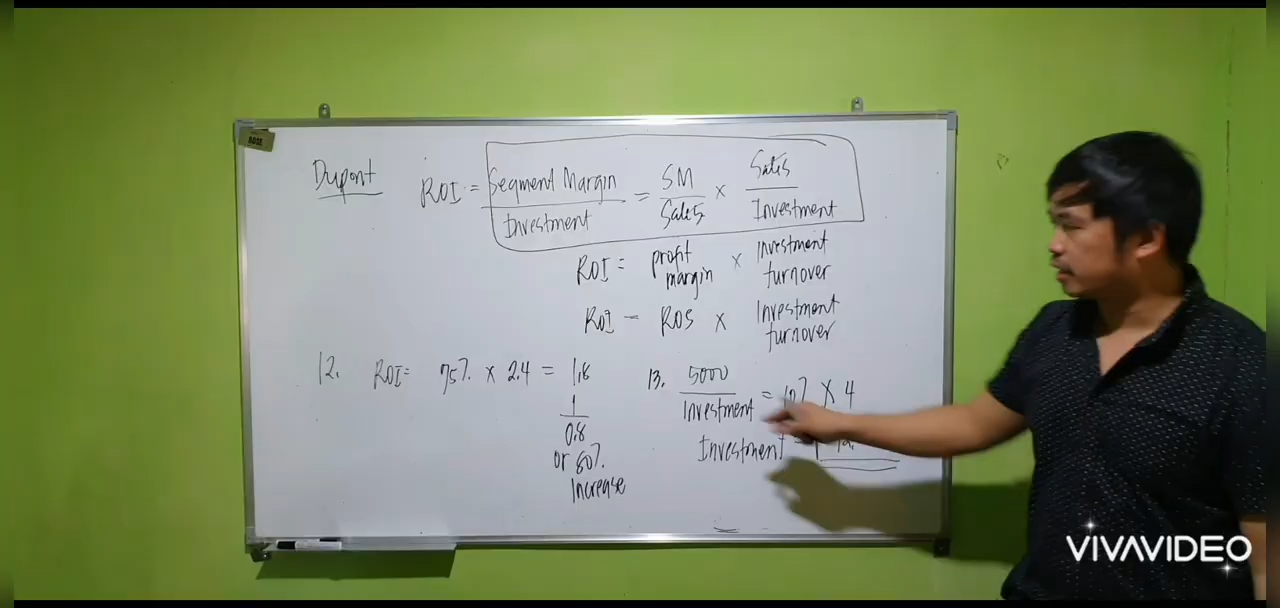 Dupont
ROI = Segment Margin / Investment = SM / Sales x Sales / Investment
ROI = profit margin x Investment turnover
ROI = ROS x Investment turnover
12. ROI = 75% x 2.4 = 1.8
1
0.8
or 80%
Increase
13. 5000 / Investment = x 4
Investment =
VIVAVIDEO